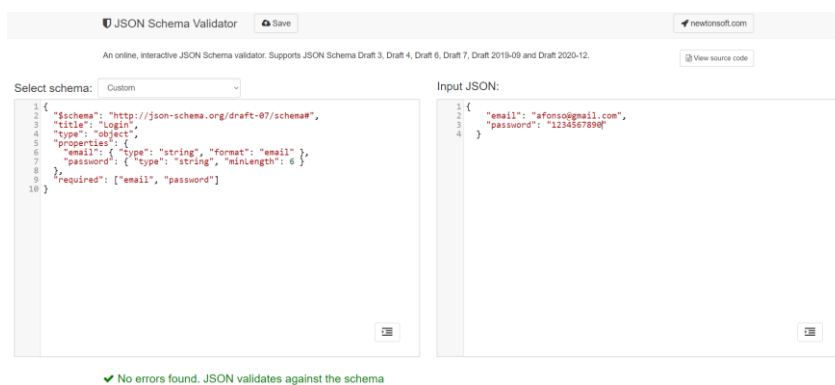 JSON Schema Validator
Save
newtonsoft.com
An online, interactive JSON Schema validator. Supports JSON Schema Draft 3, Draft 4, Draft 6, Draft 7, Draft 2019-09 and Draft 2020-12.
View source code
Select schema: Custom
1 {
2 "$schema": "http://json-schema.org/draft-07/schema#",
3 "title": "Login",
4 "type": "object",
5 "properties": {
6 "email": { "type": "string", "format": "email" },
7 "password": { "type": "string", "minLength": 6 }
8 },
9 "required": ["email", "password"]
10 }
Input JSON:
1 {
2 "email": "afonso@gmail.com",
3 "password": "1234567890"
4 }
No errors found. JSON validates against the schema